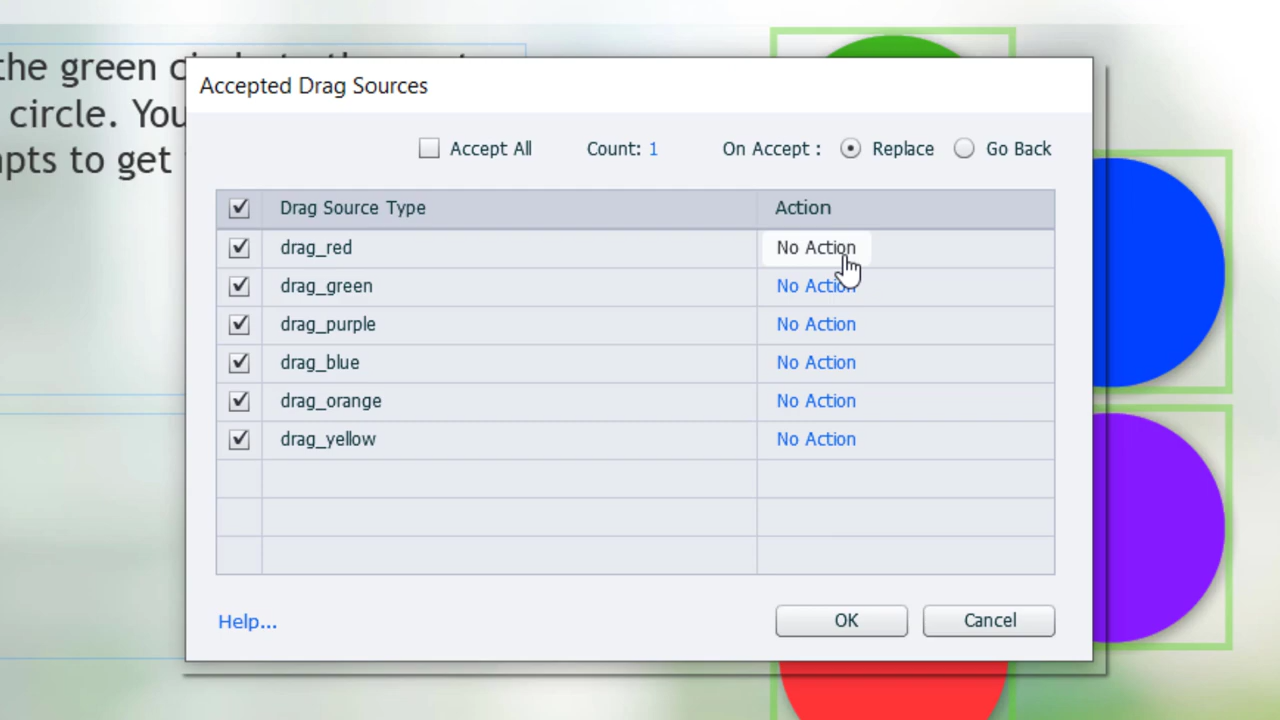 the green
circle. You
pts to get
Accepted Drag Sources
Accept All Count: 1 On Accept : Replace Go Back
Drag Source Type Action
drag_red No Action
drag_green No Action
drag_purple No Action
drag_blue No Action
drag_orange No Action
drag_yellow No Action
Help... OK Cancel